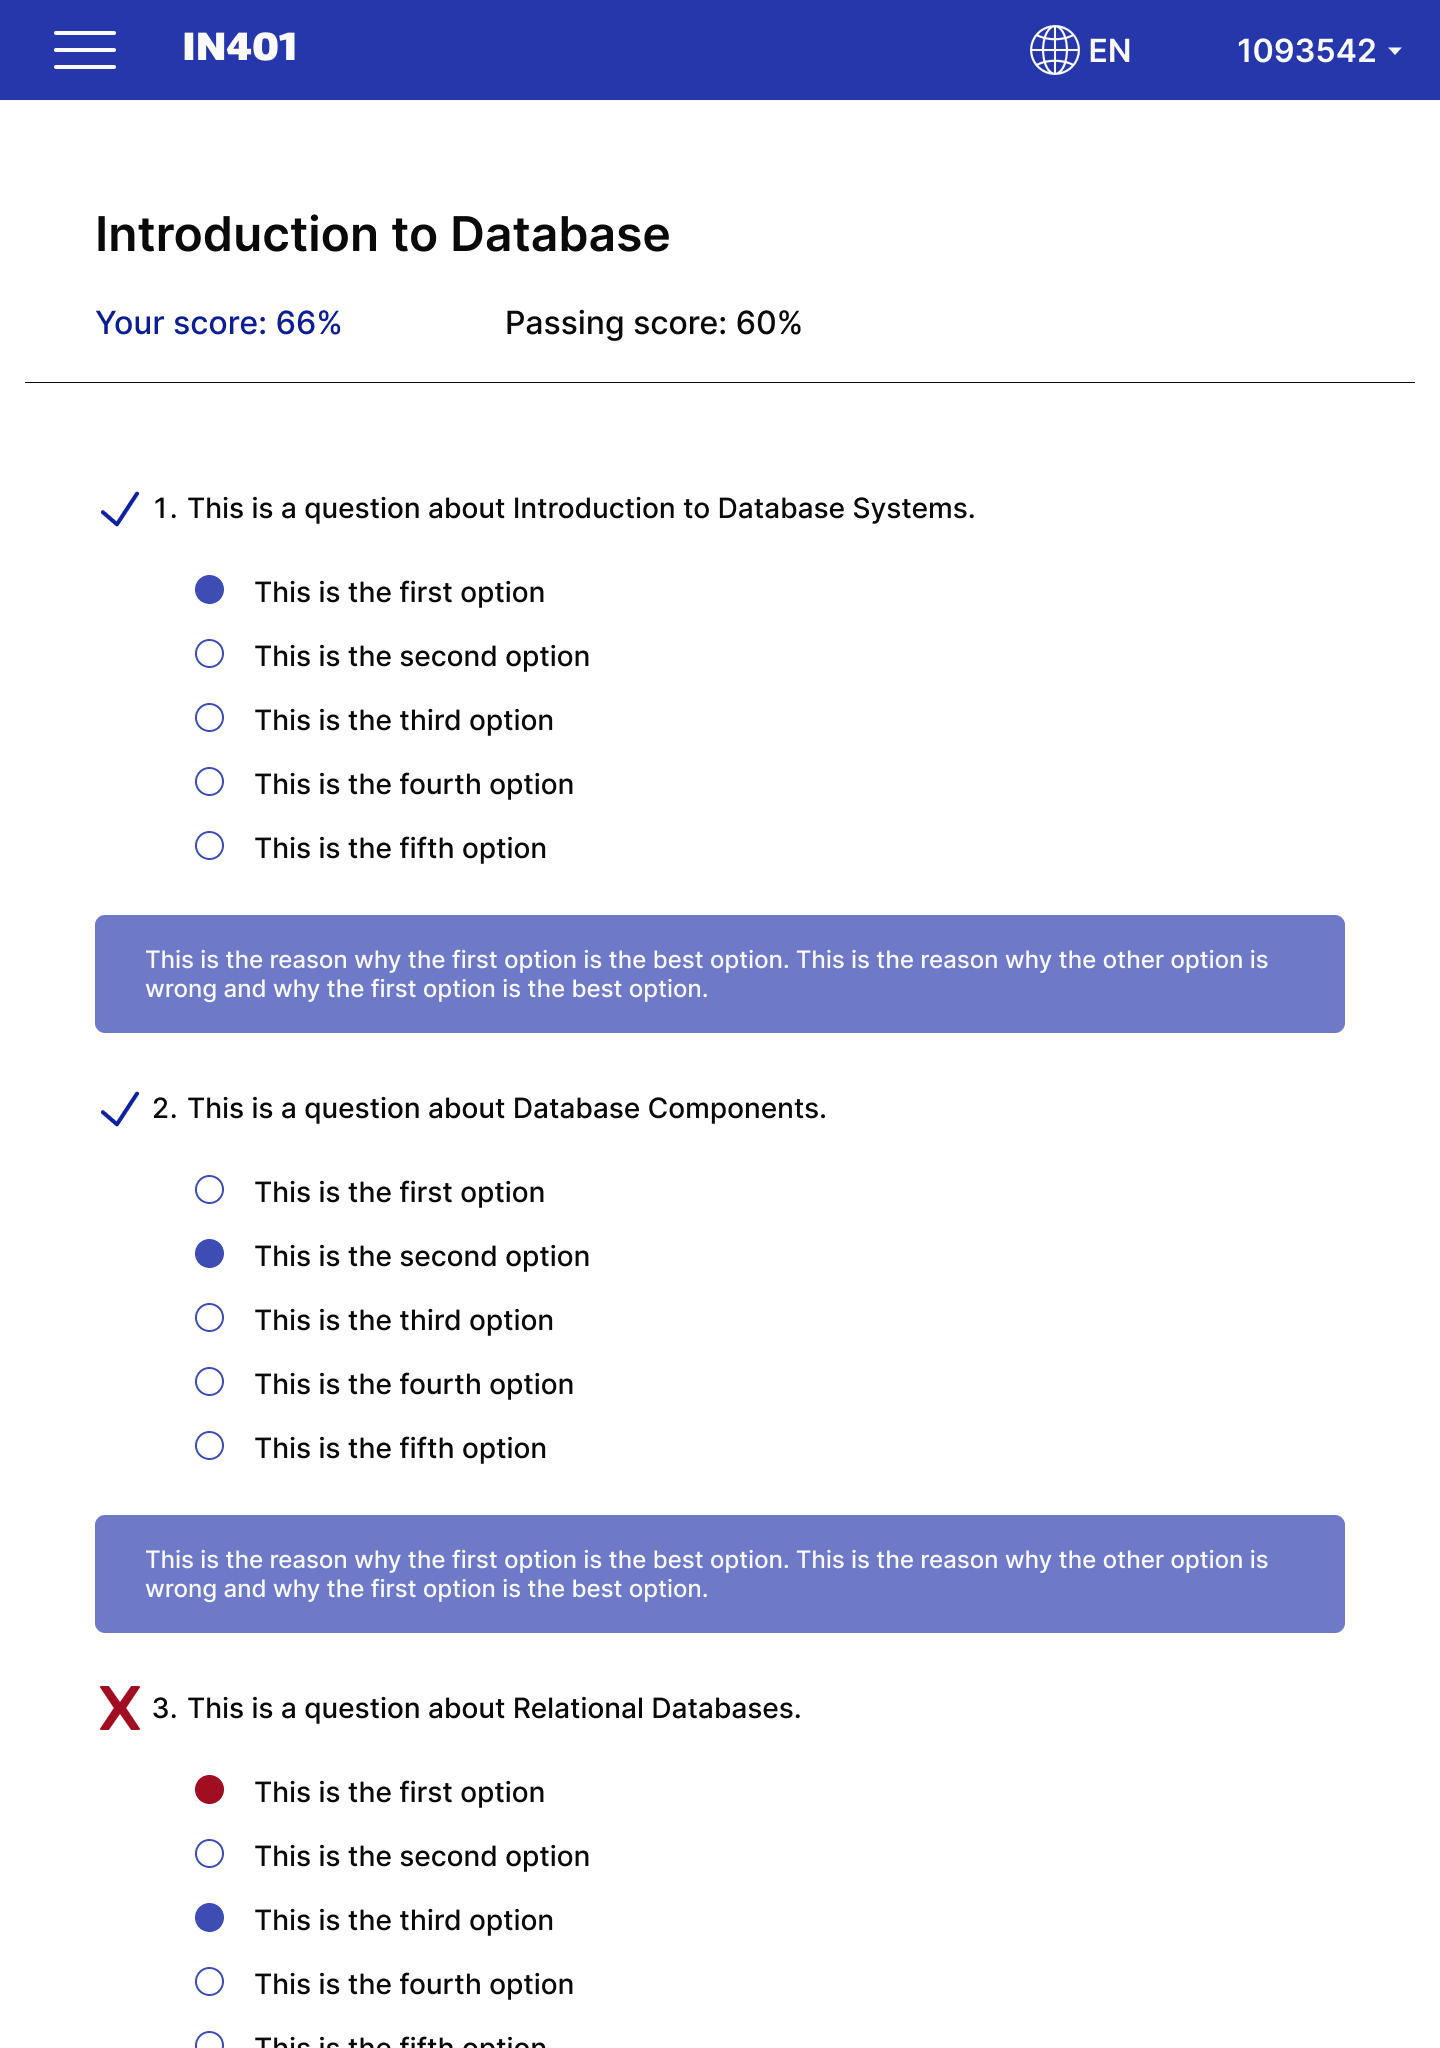 IN401
EN
1093542
Introduction to Database
Your score: 66%
Passing score: 60%
1. This is a question about Introduction to Database Systems.
This is the first option
This is the second option
This is the third option
This is the fourth option
This is the fifth option
This is the reason why the first option is the best option. This is the reason why the other option is
wrong and why the first option is the best option.
2. This is a question about Database Components.
This is the first option
This is the second option
This is the third option
This is the fourth option
This is the fifth option
This is the reason why the first option is the best option. This is the reason why the other option is
wrong and why the first option is the best option.
X 3. This is a question about Relational Databases.
This is the first option
This is the second option
This is the third option
This is the fourth option
This is the fifth option